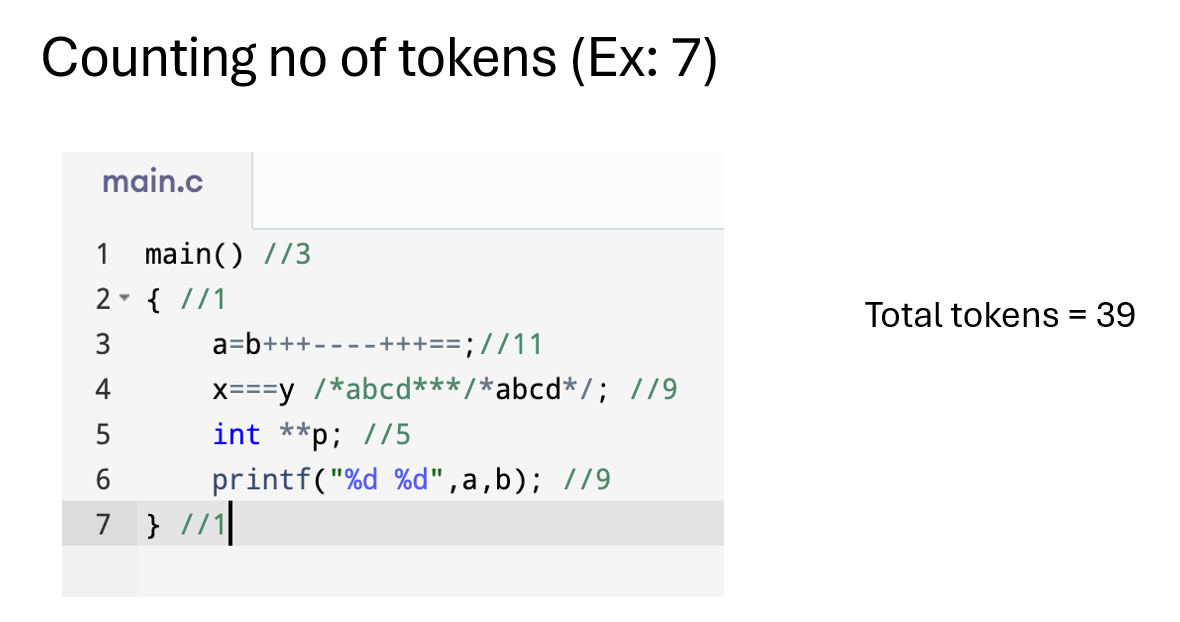 Counting no of tokens (Ex: 7)
main.c
1 main() //3
2 { //1
3 a=b+++----+++==;//11
4 x===y /*abcd***/*abcd*/; //9
5 int **p; //5
6 printf("%d %d",a,b); //9
7 } //1
Total tokens = 39